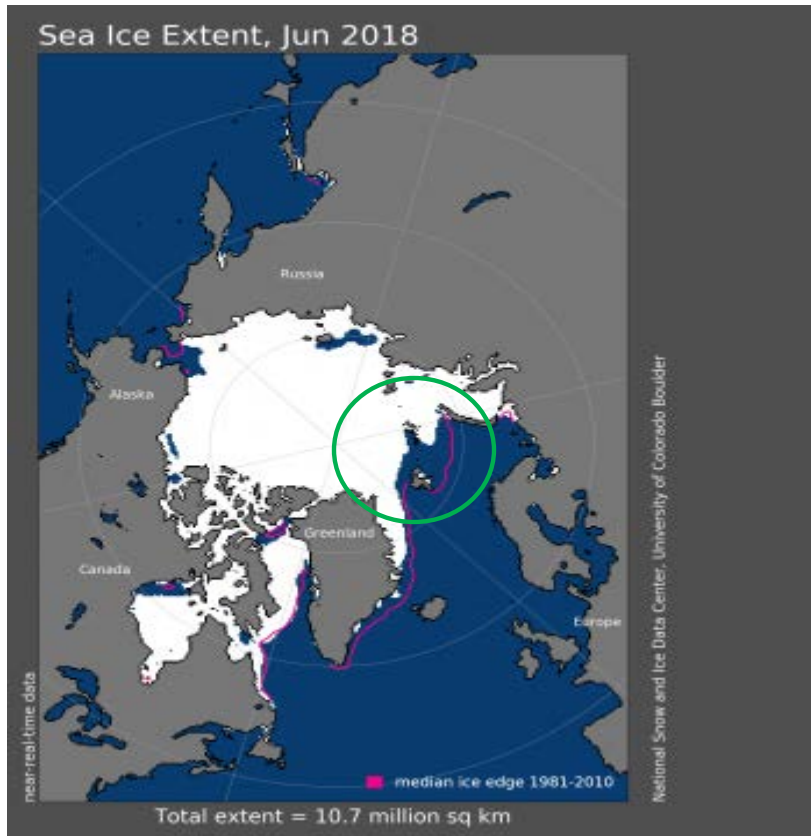 Sea Ice Extent, Jun 2018
Russia
Alaska
Greenland
Canada
Europe
near-real-time data
National Snow and Ice Data Center, University of Colorado Boulder
median ice edge 1981-2010
Total extent = 10.7 million sq km